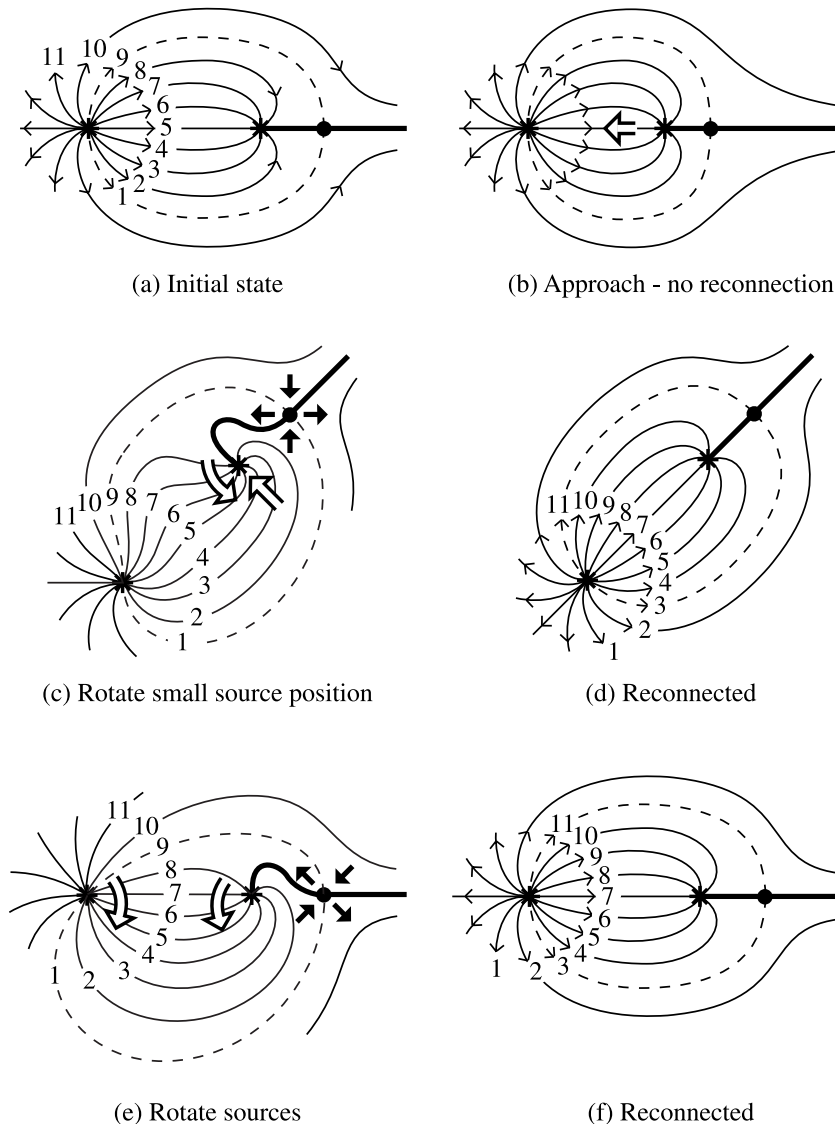 11 10 9 8 7 6 5 4 3 2 1
(a) Initial state
(b) Approach - no reconnection
11 10 9 8 7 6 5 4 3 2 1
(c) Rotate small source position
11 10 9 8 7 6 5 4 3 2 1
(d) Reconnected
11 10 9 8 7 6 5 4 3 2 1
(e) Rotate sources
11 10 9 8 7 6 5 4 3 2 1
(f) Reconnected